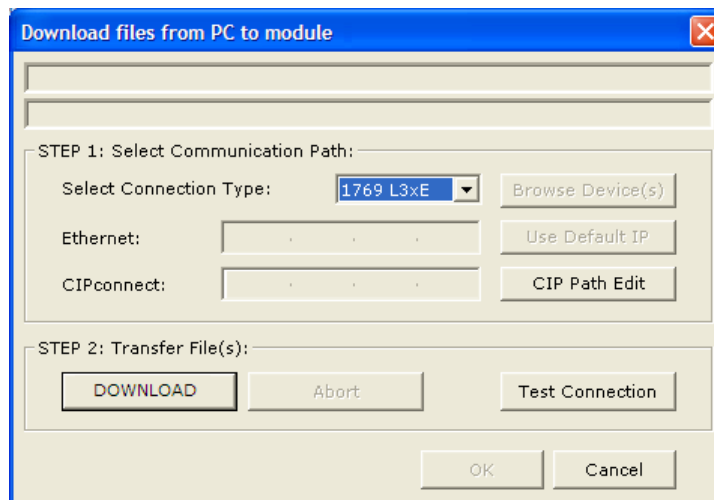 Download files from PC to module
STEP 1: Select Communication Path:
Select Connection Type: 1769 L3xE Browse Device(s)
Ethernet: . . . Use Default IP
CIPconnect: . . . CIP Path Edit
STEP 2: Transfer File(s):
DOWNLOAD Abort Test Connection
OK Cancel